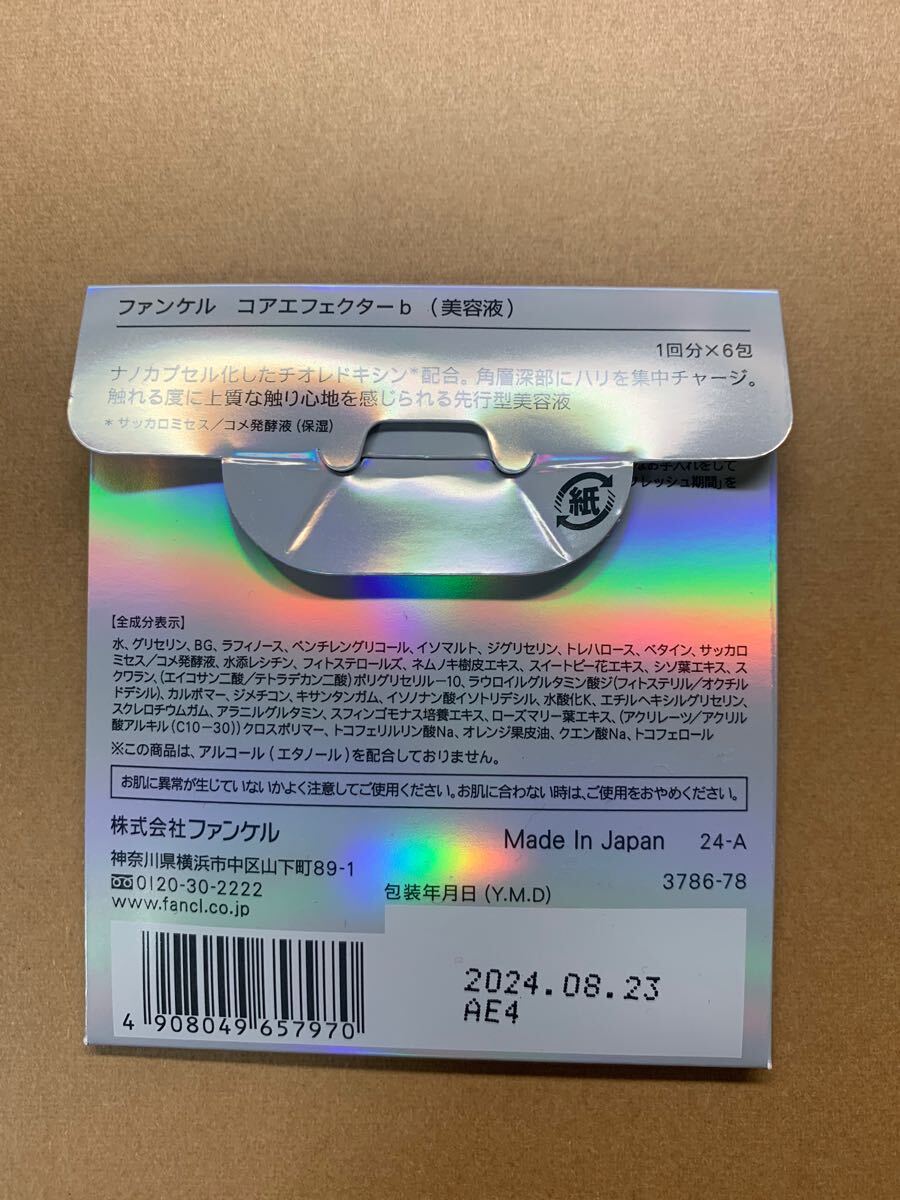 ファンケル コアエフェクターb (美容液)
1回分×6包
ナノカプセル化したチオレドキシン*配合。角層深部にハリを集中チャージ。
触れる度に上質な触り心地を感じられる先行型美容液
* サッカロミセス/コメ発酵液(保湿)
なお手入れをして
フレッシュ期間」を
紙
【全成分表示】
水、グリセリン、BG、ラフィノース、ペンチレングリコール、イソマルト、ジグリセリン、トレハロース、ベタイン、サッカロ
ミセス/コメ発酵液、水添レシチン、フィトステロールズ、ネムノキ樹皮エキス、スイートピー花エキス、シソ葉エキス、ス
クワラン、(エイコサン二酸/テトラデカン二酸)ポリグリセリル-10、ラウロイルグルタミン酸ジ(フィトステリル/オクチル
ドデシル)、カルボマー、ジメチコン、キサンタンガム、イソノナン酸イソトリデシル、水酸化K、エチルヘキシルグリセリン、
スクレロチウムガム、アラニルグルタミン、スフィンゴモナス培養エキス、ローズマリー葉エキス、(アクリレーツ/アクリル
酸アルキル(C10-30))クロスポリマー、トコフェリルリン酸Na、オレンジ果皮油、クエン酸Na、トコフェロール
※この商品は、アルコール(エタノール)を配合しておりません。
お肌に異常が生じていないかよく注意してご使用ください。お肌に合わない時は、ご使用をおやめください。
株式会社ファンケル
Made In Japan 24-A
神奈川県横浜市中区山下町89-1
3786-78
0120-30-2222
包装年月日(Y.M.D)
www.fancl.co.jp
2024.08.23
AE4
4 908049 657970